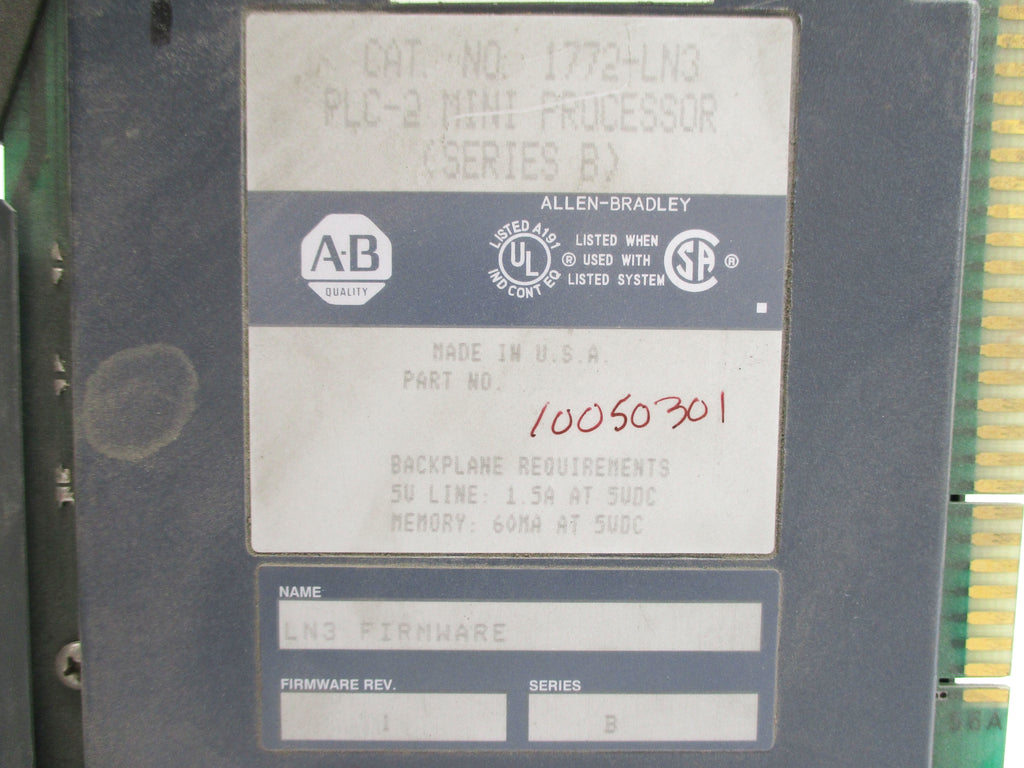 CAT. NO. 1772-LN3
PLC-2 MINI PROCESSOR
(SERIES B)
ALLEN-BRADLEY
A-B
QUALITY
LISTED A191
UL
IND CONT EQ
®
LISTED WHEN
USED WITH
LISTED SYSTEM
SA ®
MADE IN U.S.A.
PART NO.
10050301
BACKPLANE REQUIREMENTS
5V LINE: 1.5A AT 5VDC
MEMORY: 60MA AT 5VDC
NAME
LN3 FIRMWARE
FIRMWARE REV.
SERIES
1
B